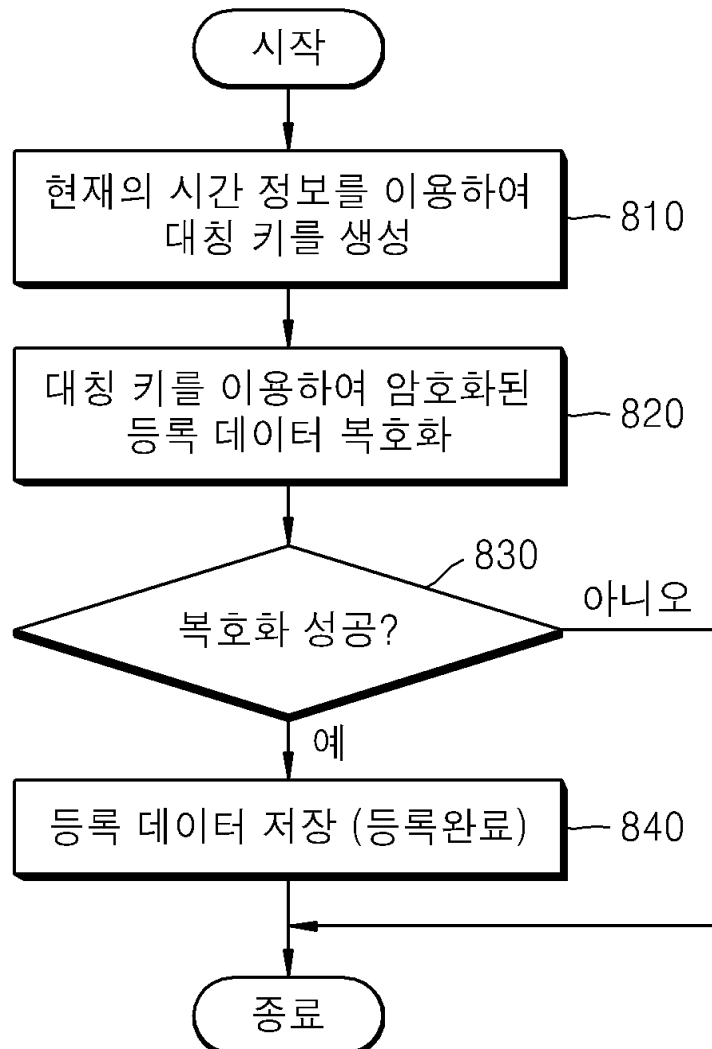 시작
현재의 시간 정보를 이용하여
대칭 키를 생성
810
대칭 키를 이용하여 암호화된
등록 데이터 복호화
820
830
복호화 성공?
아니오
예
등록 데이터 저장 (등록완료)
840
종료